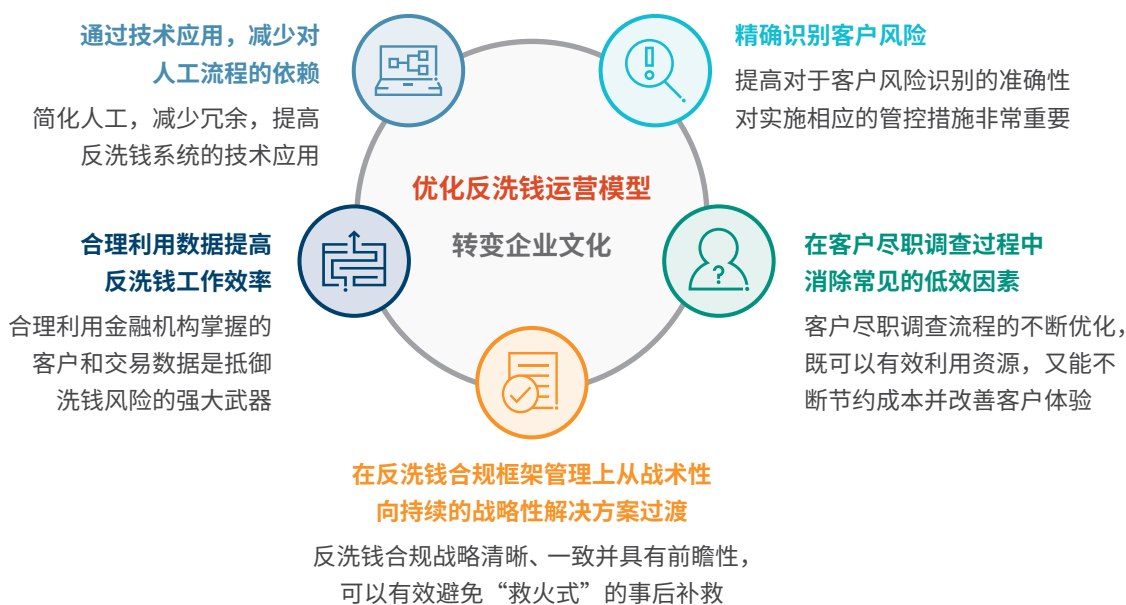 通过技术应用，减少对
人工流程的依赖
简化人工，减少冗余，提高
反洗钱系统的技术应用
精确识别客户风险
提高对于客户风险识别的准确性
对实施相应的管控措施非常重要
优化反洗钱运营模型
转变企业文化
合理利用数据提高
反洗钱工作效率
合理利用金融机构掌握的
客户和交易数据是抵御
洗钱风险的强大武器
?
在客户尽职调查过程中
消除常见的低效因素
客户尽职调查流程的不断优化，
既可以有效利用资源，又能不
断节约成本并改善客户体验
在反洗钱合规框架管理上从战术性
向持续的战略性解决方案过渡
反洗钱合规战略清晰、一致并具有前瞻性，
可以有效避免“救火式”的事后补救